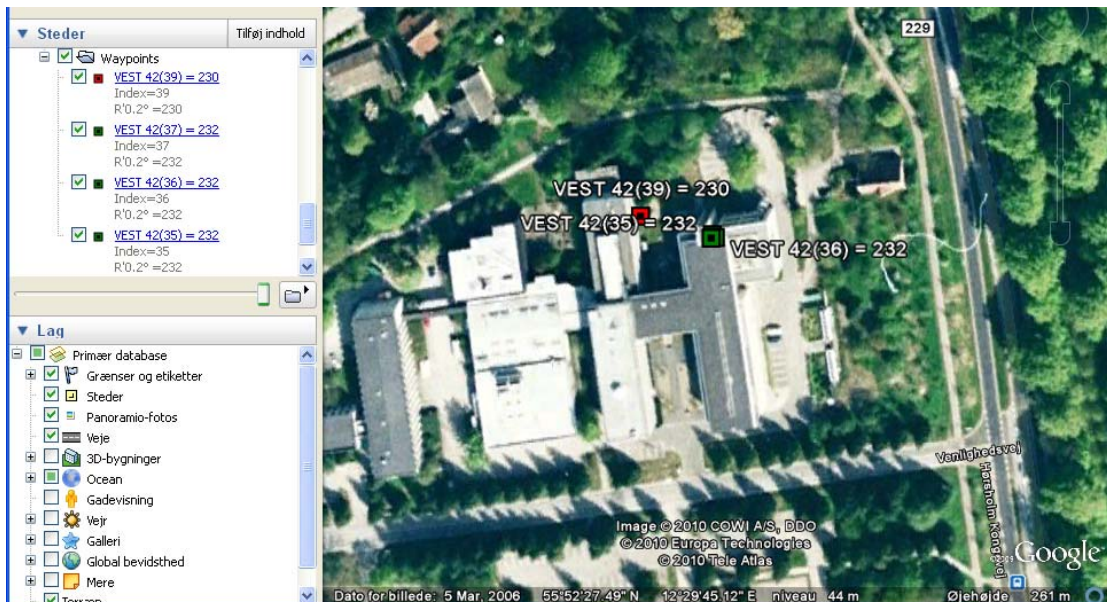 Steder
Tilføj indhold
Waypoints
VEST 42(39) = 230
Index=39
R'0.2° =230
VEST 42(37) = 232
Index=37
R'0.2° =232
VEST 42(36) = 232
Index=36
R'0.2° =232
VEST 42(35) = 232
Index=35
R'0.2° =232
Lag
Primær database
Grænser og etiketter
Steder
Panoramio-fotos
Veje
3D-bygninger
Ocean
Gadevisning
Vejr
Galleri
Global bevidsthed
Mere
Terræn
229
VEST 42(39) = 230
VEST 42(35) = 232
VEST 42(36) = 232
Venlighedsvej
Hørsholm Kongevej
Image © 2010 COWI A/S, DDO
© 2010 Europa Technologies
© 2010 Tele Atlas
©2009 Google
Dato for billede: 5 Mar, 2006 55°52'27.49" N 12°29'45.12" E niveau 44 m Øjehøjde 261 m